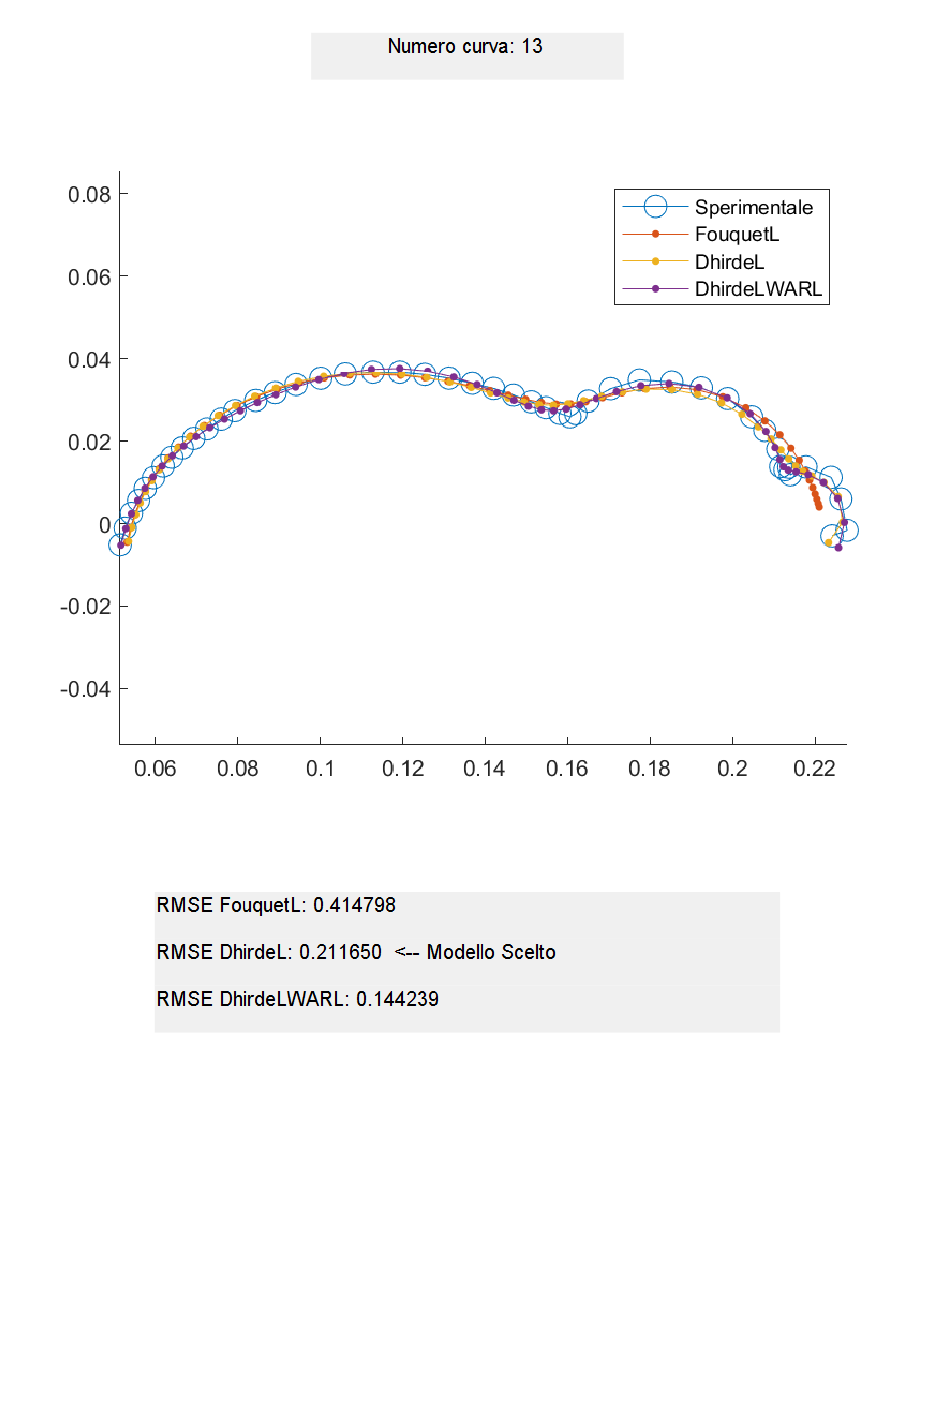 Numero curva: 13
0.08
0.06
0.04
0.02
0
-0.02
-0.04
0.06 0.08 0.1 0.12 0.14 0.16 0.18 0.2 0.22
Sperimentale
FouquetL
DhirdeL
DhirdeLWARL
RMSE FouquetL: 0.414798
RMSE DhirdeL: 0.211650 <-- Modello Scelto
RMSE DhirdeLWARL: 0.144239